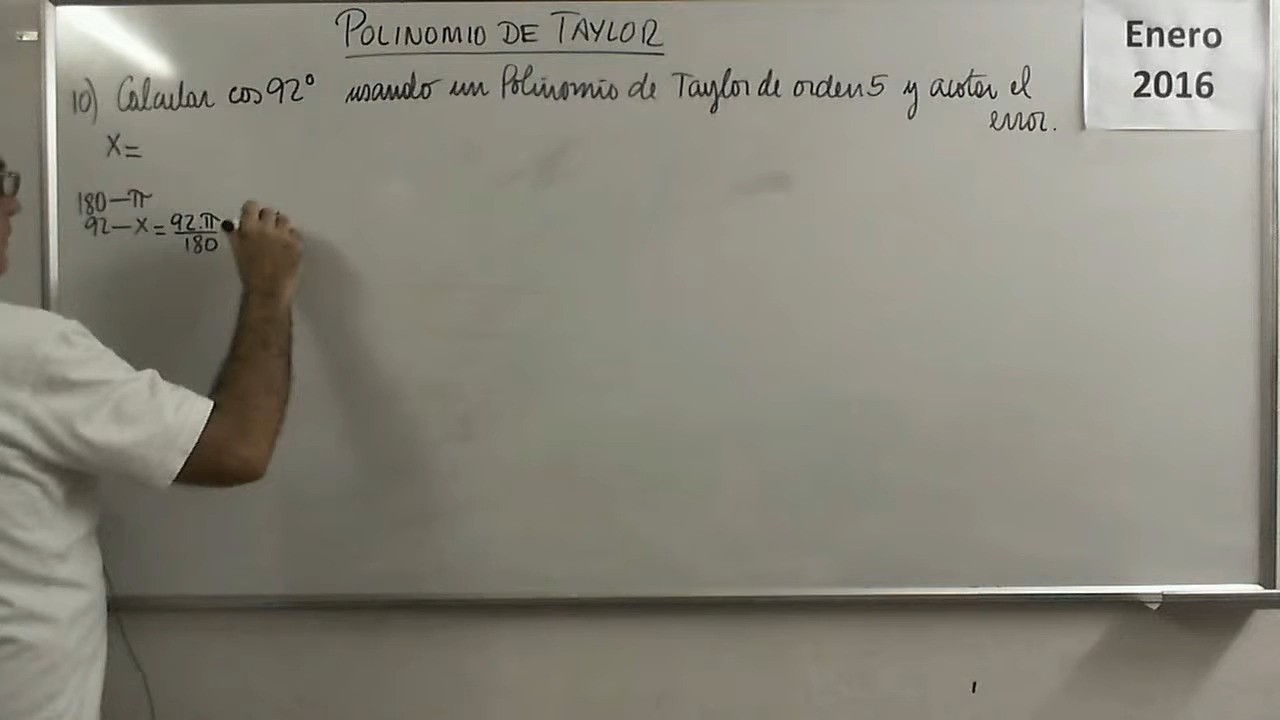 POLINOMIO DE TAYLOR
Enero
2016
10) Calcular cos 92° usando un Polinomio de Taylor de orden 5 y acotar el
error.
X=
180—π
92—X=92.π/180